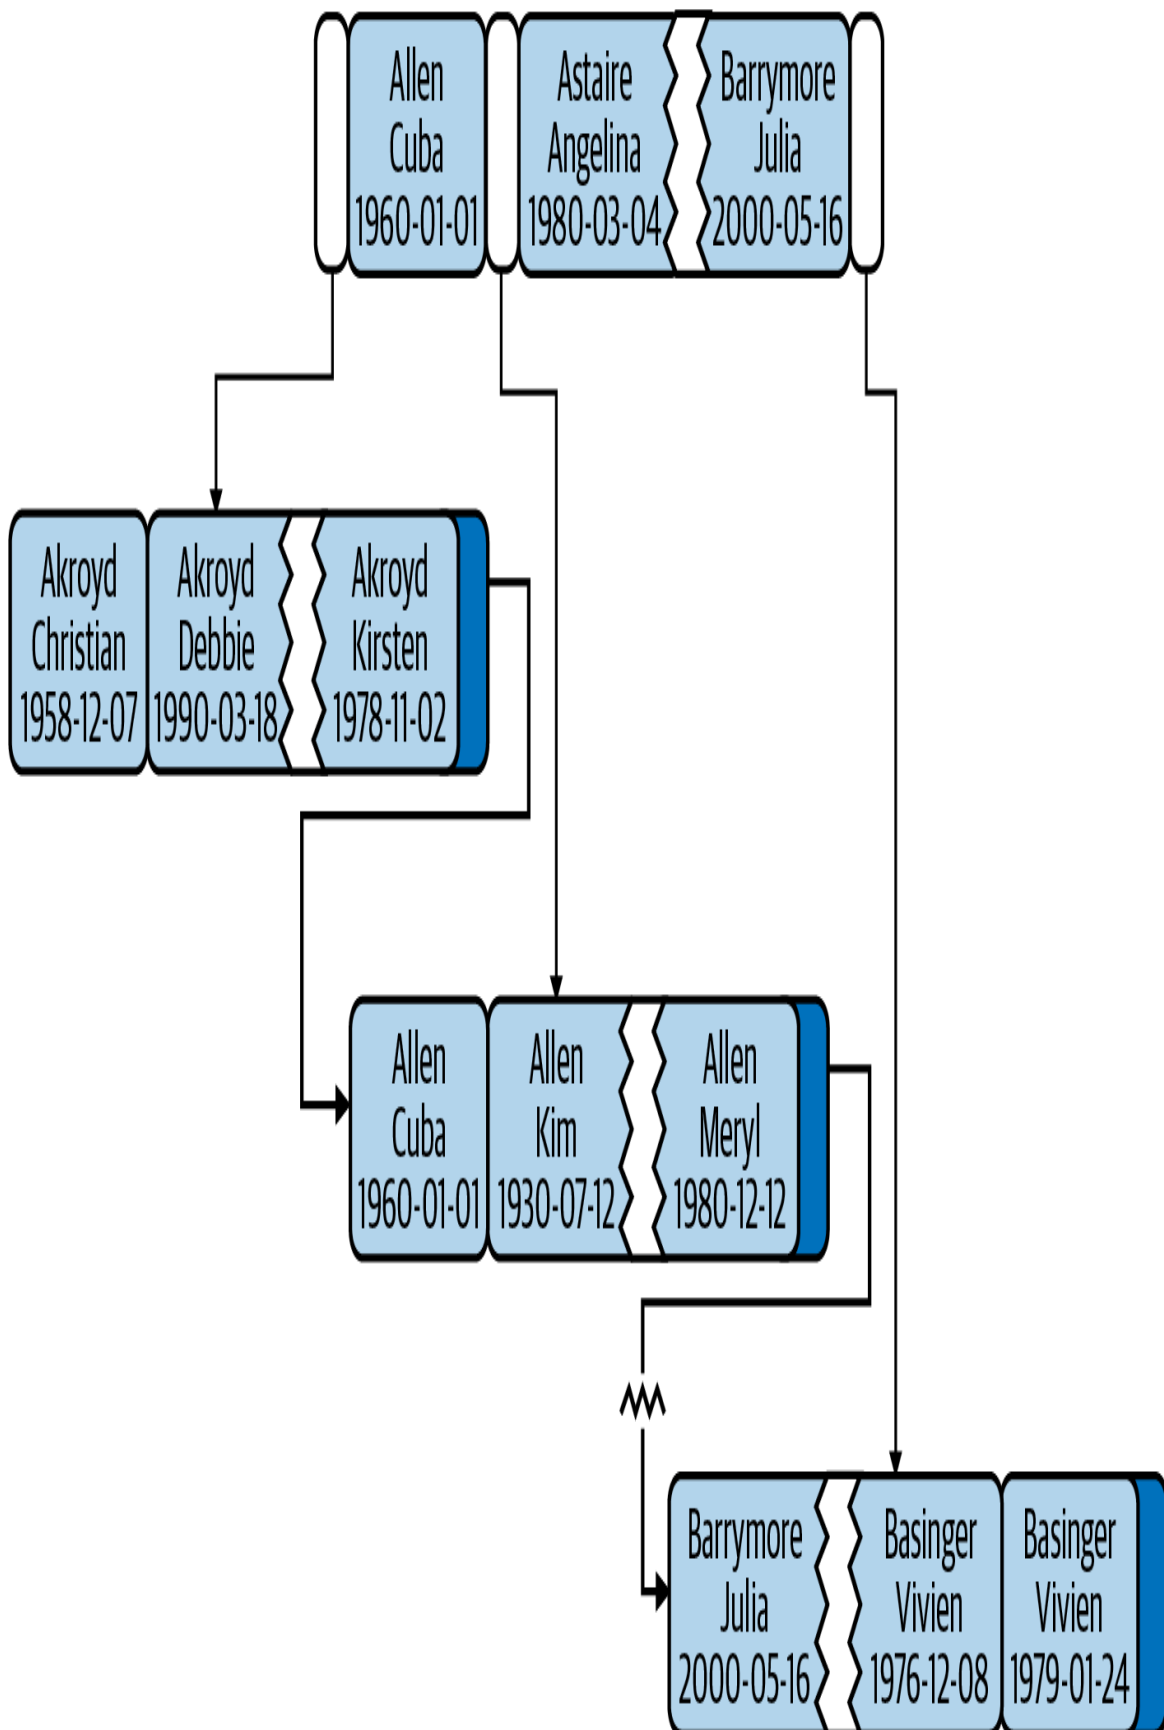 Allen
Cuba
1960-01-01
Astaire
Angelina
1980-03-04
Barrymore
Julia
2000-05-16
Akroyd
Christian
1958-12-07
Akroyd
Debbie
1990-03-18
Akroyd
Kirsten
1978-11-02
Allen
Cuba
1960-01-01
Allen
Kim
1930-07-12
Allen
Meryl
1980-12-12
Barrymore
Julia
2000-05-16
Basinger
Vivien
1976-12-08
Basinger
Vivien
1979-01-24